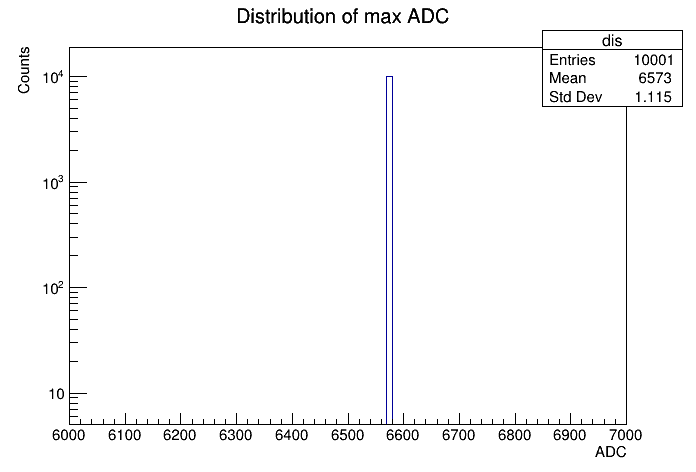 Distribution of max ADC
dis
Entries 10001
Mean 6573
Std Dev 1.115
Counts
10⁴
10³
10²
10
6000 6100 6200 6300 6400 6500 6600 6700 6800 6900 7000
ADC